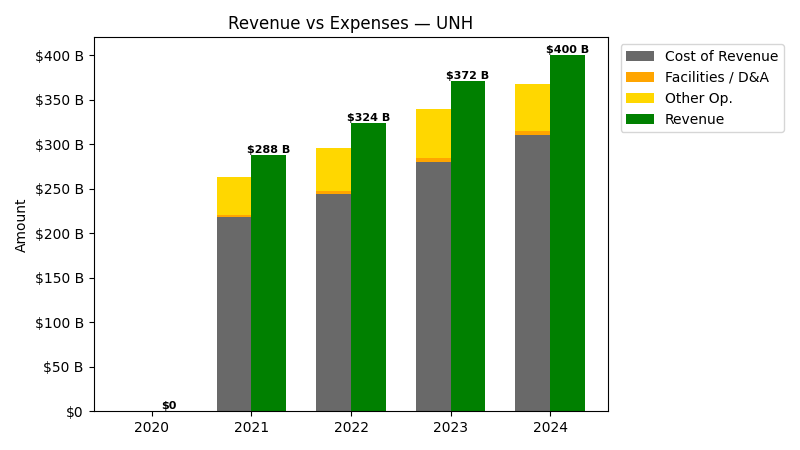 Revenue vs Expenses — UNH
$400 B
$350 B
$300 B
$250 B
$200 B
$150 B
$100 B
$50 B
$0
Amount
$0
$288 B
$324 B
$372 B
$400 B
2020
2021
2022
2023
2024
Cost of Revenue
Facilities / D&A
Other Op.
Revenue